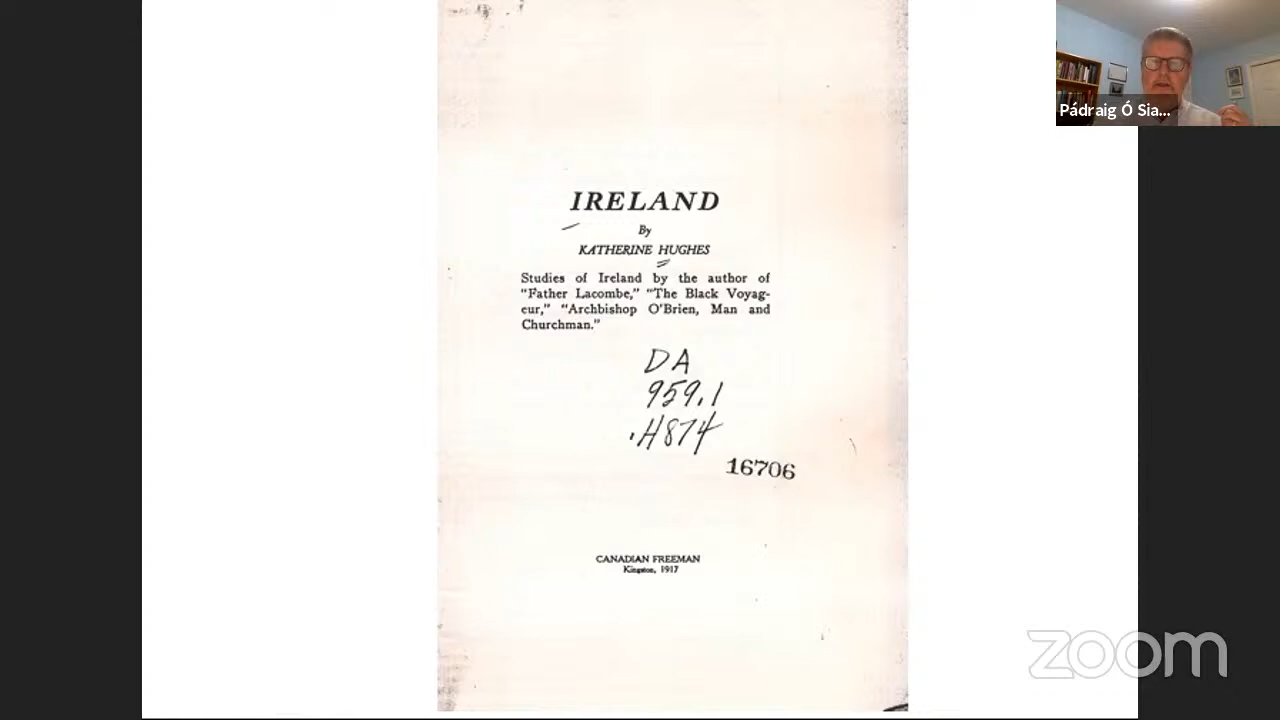 IRELAND
By
KATHERINE HUGHES
Studies of Ireland by the author of
“Father Lacombe,” “The Black Voyag-
eur,” “Archbishop O’Brien, Man and
Churchman.”
DA
959.1
.H874
16706
CANADIAN FREEMAN
Kingston, 1917
Pádraig Ó Sia...
zoom